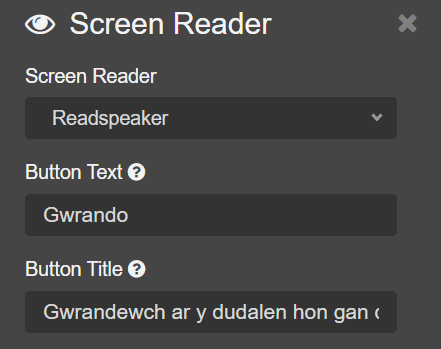 Screen Reader
Screen Reader
Readspeaker
Button Text
Gwrando
Button Title
Gwrandewch ar y dudalen hon gan